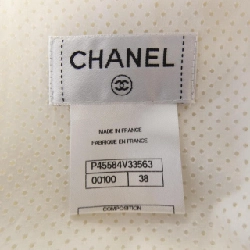 CHANEL
MADE IN FRANCE
FABRIQUE EN FRANCE
P45584V33563
00100 38
COMPOSITION